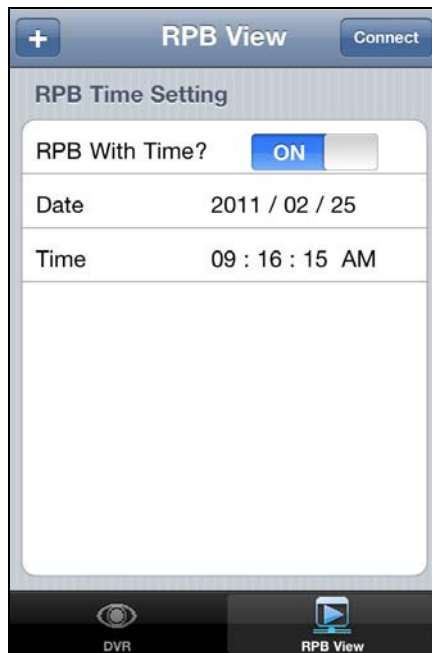 + RPB View Connect
RPB Time Setting
RPB With Time? ON
Date 2011 / 02 / 25
Time 09 : 16 : 15 AM
DVR RPB View